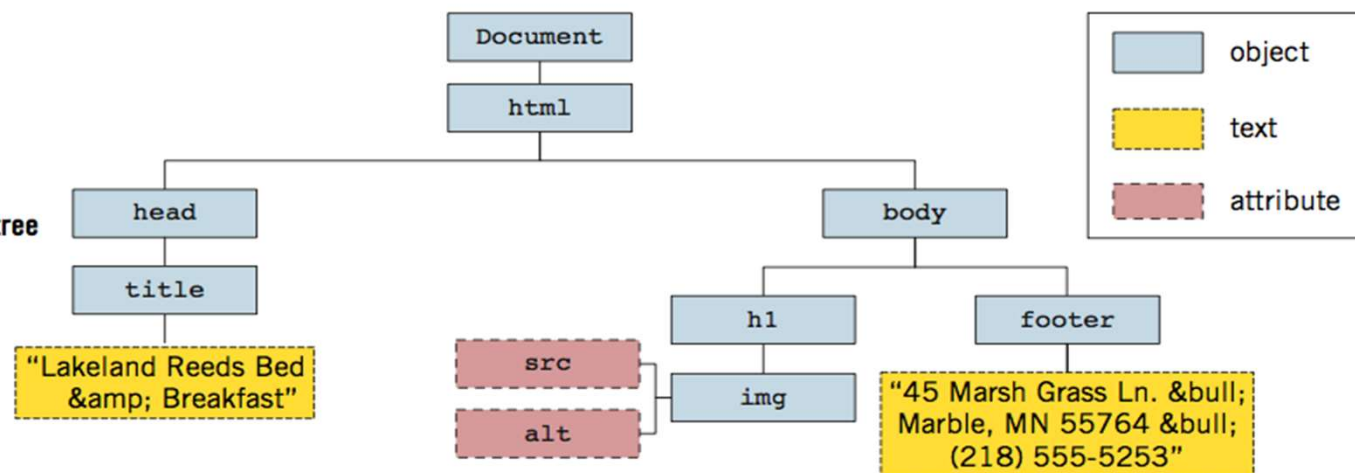 Document
object
html
text
attribute
head
body
tree
title
h1
footer
"Lakeland Reeds Bed
&amp; Breakfast"
src
img
alt
"45 Marsh Grass Ln. &bull;
Marble, MN 55764 &bull;
(218) 555-5253"